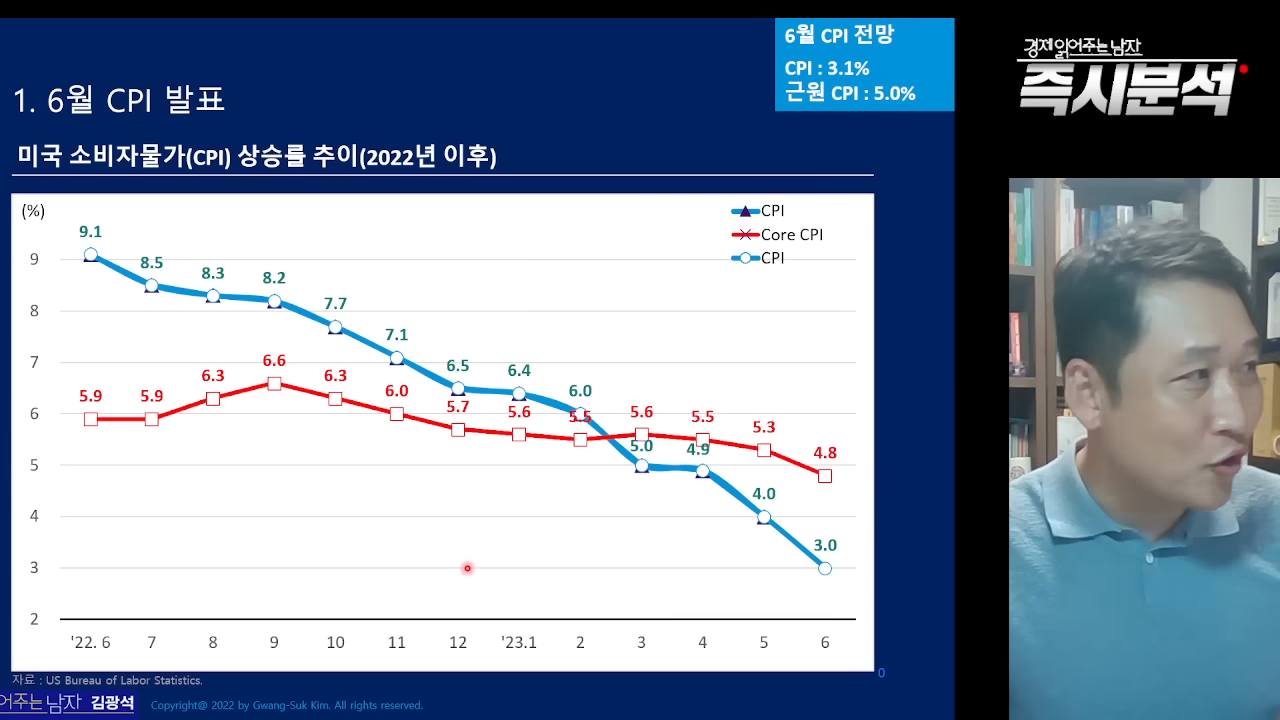 6월 CPI 전망
CPI : 3.1%
근원 CPI : 5.0%
경제 읽어주는 남자
즉시분석
1. 6월 CPI 발표
미국 소비자물가(CPI) 상승률 추이(2022년 이후)
(%)
CPI
Core CPI
CPI
9.1
8.5
8.3
8.2
7.7
7.1
6.5
6.4
6.0
5.0
4.9
4.0
3.0
5.9
5.9
6.3
6.6
6.3
6.0
5.7
5.6
5.5
5.6
5.5
5.3
4.8
9
8
7
6
5
4
3
2
'22. 6 7 8 9 10 11 12 '23.1 2 3 4 5 6
0
자료 : US Bureau of Labor Statistics.
어주는 남자 김광석
Copyright@ 2022 by Gwang-Suk Kim. All rights reserved.